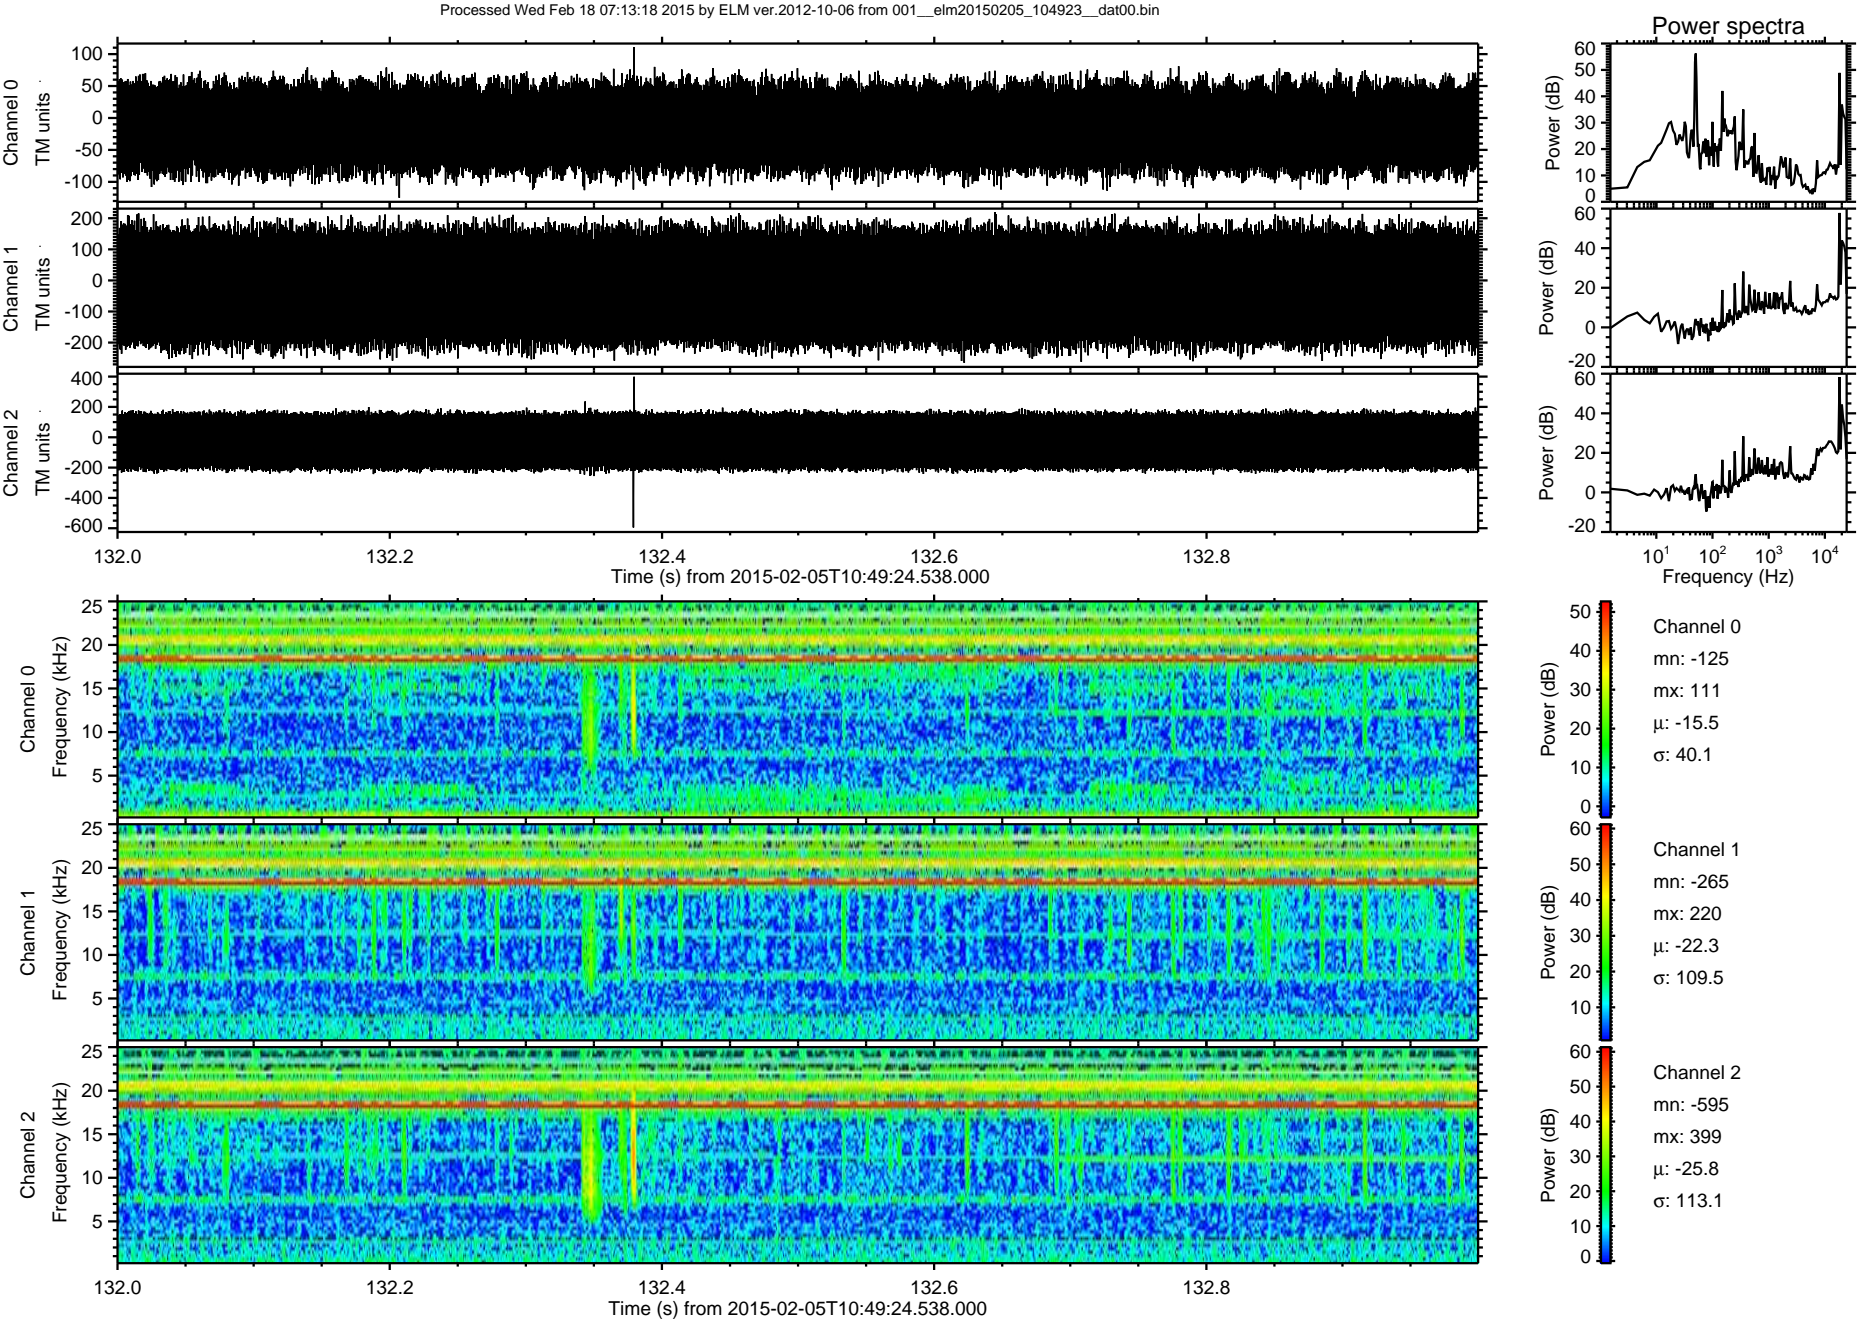 Processed Wed Feb 18 07:13:18 2015 by ELM ver.2012-10-06 from 001__elm20150205_104923__dat00.bin
Power spectra
Channel 0
TM units
100
50
0
-50
-100
Power (dB)
60
50
40
30
20
10
0
Channel 1
TM units
200
100
0
-100
-200
Power (dB)
60
40
20
0
-20
Channel 2
TM units
400
200
0
-200
-400
-600
Power (dB)
60
40
20
0
-20
132.0 132.2 132.4 132.6 132.8
Time (s) from 2015-02-05T10:49:24.538.000
10¹ 10² 10³ 10⁴
Frequency (Hz)
Channel 0
Frequency (kHz)
25
20
15
10
5
Power (dB)
50
40
30
20
10
0
Channel 0
mn: -125
mx: 111
μ: -15.5
σ: 40.1
Channel 1
Frequency (kHz)
25
20
15
10
5
Power (dB)
60
50
40
30
20
10
Channel 1
mn: -265
mx: 220
μ: -22.3
σ: 109.5
Channel 2
Frequency (kHz)
25
20
15
10
5
Power (dB)
60
50
40
30
20
10
0
Channel 2
mn: -595
mx: 399
μ: -25.8
σ: 113.1
132.0 132.2 132.4 132.6 132.8
Time (s) from 2015-02-05T10:49:24.538.000